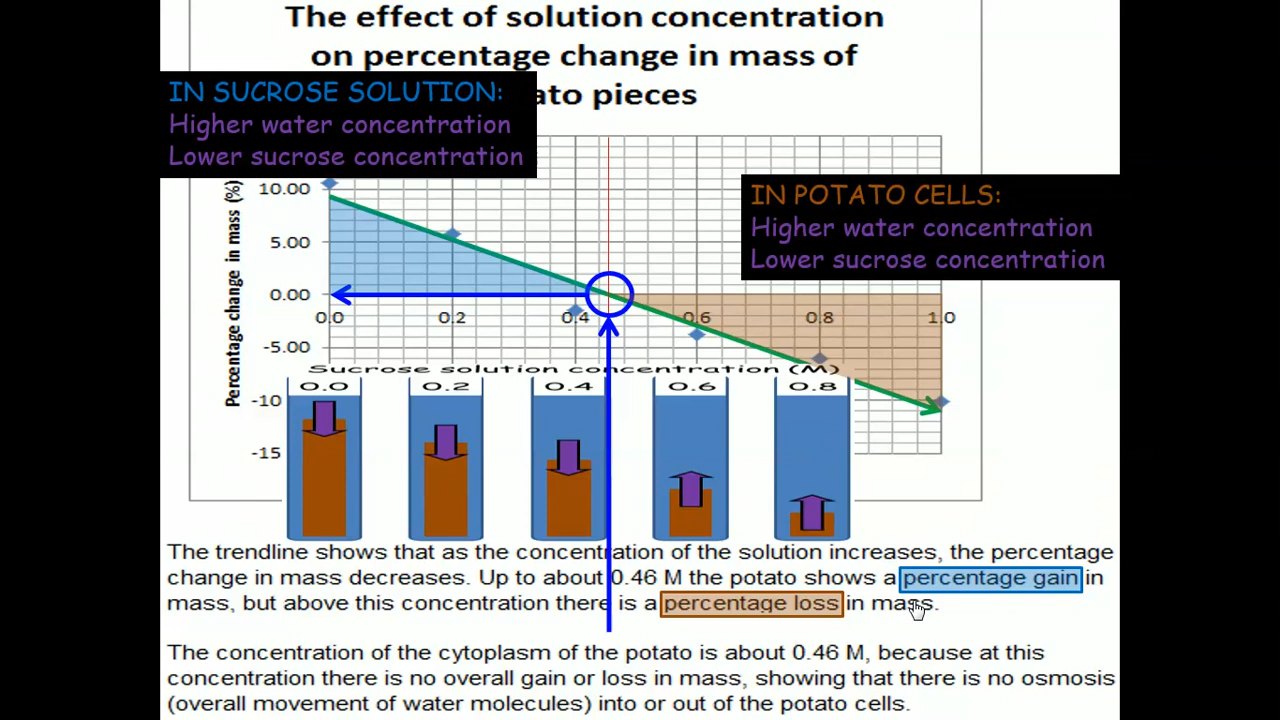 The effect of solution concentration
on percentage change in mass of
ato pieces
IN SUCROSE SOLUTION:
Higher water concentration
Lower sucrose concentration
IN POTATO CELLS:
Higher water concentration
Lower sucrose concentration
Percentage change in mass (%)
10.00
5.00
0.00
-5.00
-10
-15
0.0 0.2 0.4 0.6 0.8 1.0
Sucrose solution concentration (M)
0.0 0.2 0.4 0.6 0.8
The trendline shows that as the concentration of the solution increases, the percentage
change in mass decreases. Up to about 0.46 M the potato shows a percentage gain in
mass, but above this concentration there is a percentage loss in mass.
The concentration of the cytoplasm of the potato is about 0.46 M, because at this
concentration there is no overall gain or loss in mass, showing that there is no osmosis
(overall movement of water molecules) into or out of the potato cells.